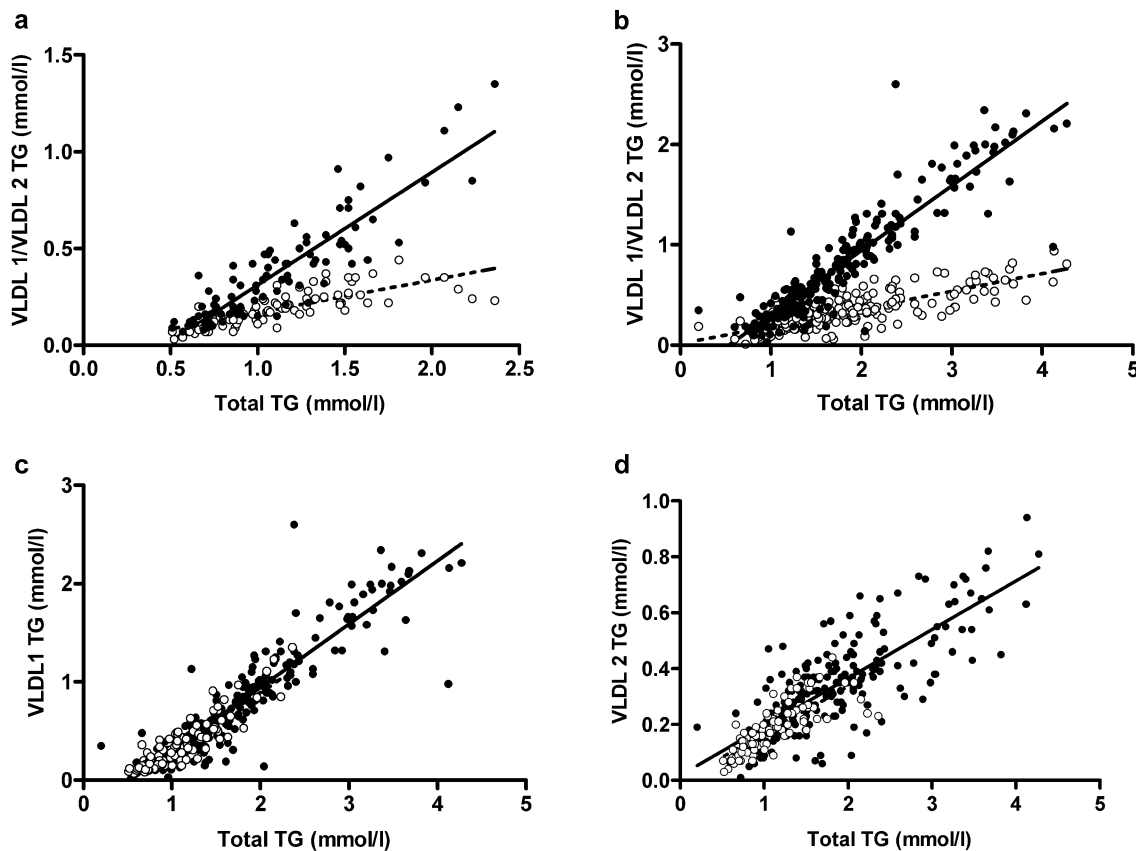 a
VLDL 1/VLDL 2 TG (mmol/l)
1.5
1.0
0.5
0.0
0.0 0.5 1.0 1.5 2.0 2.5
Total TG (mmol/l)
b
VLDL 1/VLDL 2 TG (mmol/l)
3
2
1
0
0 1 2 3 4 5
Total TG (mmol/l)
c
VLDL1 TG (mmol/l)
3
2
1
0
0 1 2 3 4 5
Total TG (mmol/l)
d
VLDL 2 TG (mmol/l)
1.0
0.8
0.6
0.4
0.2
0.0
0 1 2 3 4 5
Total TG (mmol/l)